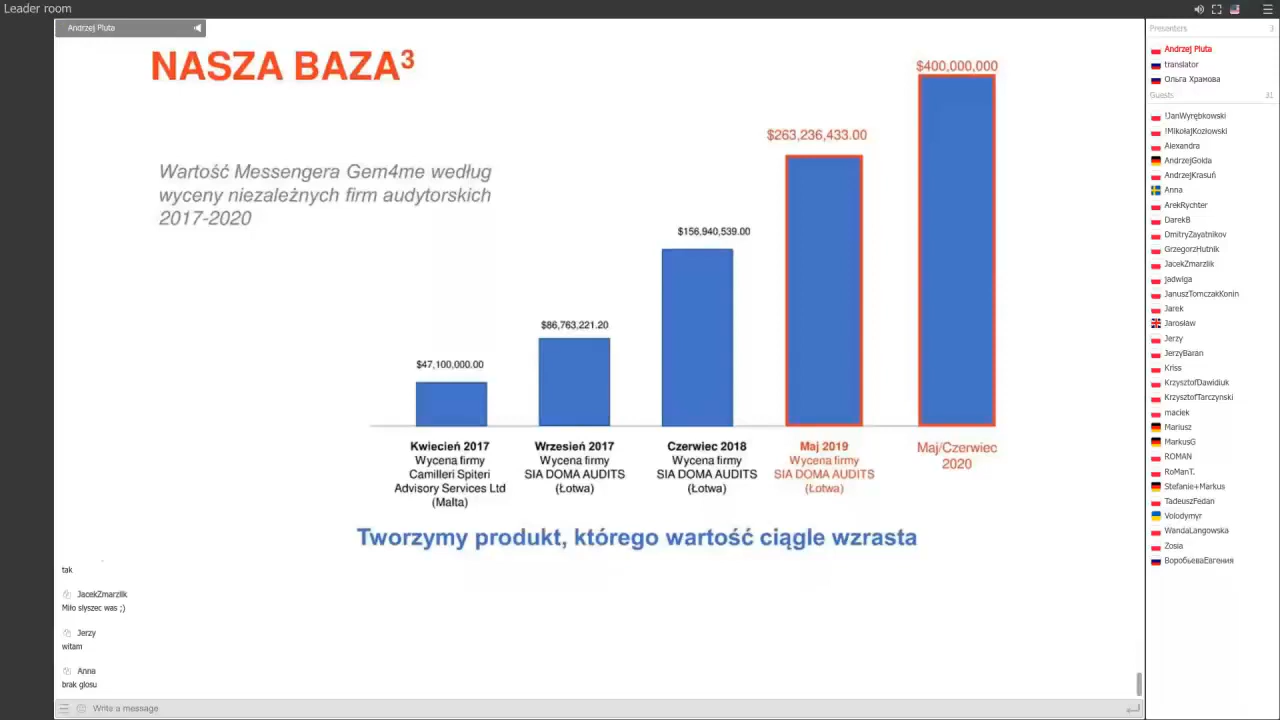 Leader room
Andrzej Pluta
NASZA BAZA³
Wartość Messengera Gem4me według
wyceny niezależnych firm audytorskich
2017-2020
$47,100,000.00
$86,763,221.20
$156,940,539.00
$263,236,433.00
$400,000,000
Kwiecień 2017
Wycena firmy
Camilleri Spiteri
Advisory Services Ltd
(Malta)
Wrzesień 2017
Wycena firmy
SIA DOMA AUDITS
(Łotwa)
Czerwiec 2018
Wycena firmy
SIA DOMA AUDITS
(Łotwa)
Maj 2019
Wycena firmy
SIA DOMA AUDITS
(Łotwa)
Maj/Czerwiec
2020
Tworzymy produkt, którego wartość ciągle wzrasta
tak
JacekZmarzlik
Miło slyszec was ;)
Jerzy
witam
Anna
brak glosu
Write a message
Presenters 3
Andrzej Pluta
translator
Ольга Храмова
Guests 31
!JanWyrębkowski
!MikołajKozłowski
Alexandra
AndrzejGołda
AndrzejKrasuń
Anna
ArekRychter
DarekB
DmitryZayatnikov
GrzegorzHutnik
JacekZmarzlik
jadwiga
JanuszTomczakKonin
Jarek
Jarosław
Jerzy
JerzyBaran
Kriss
KrzysztofDawidiuk
KrzysztofTarczynski
maciek
Mariusz
MarkusG
ROMAN
RoManT.
Stefanie+Markus
TadeuszFedan
Volodymyr
WandaLangowska
Zosia
ВоробьеваЕвгения